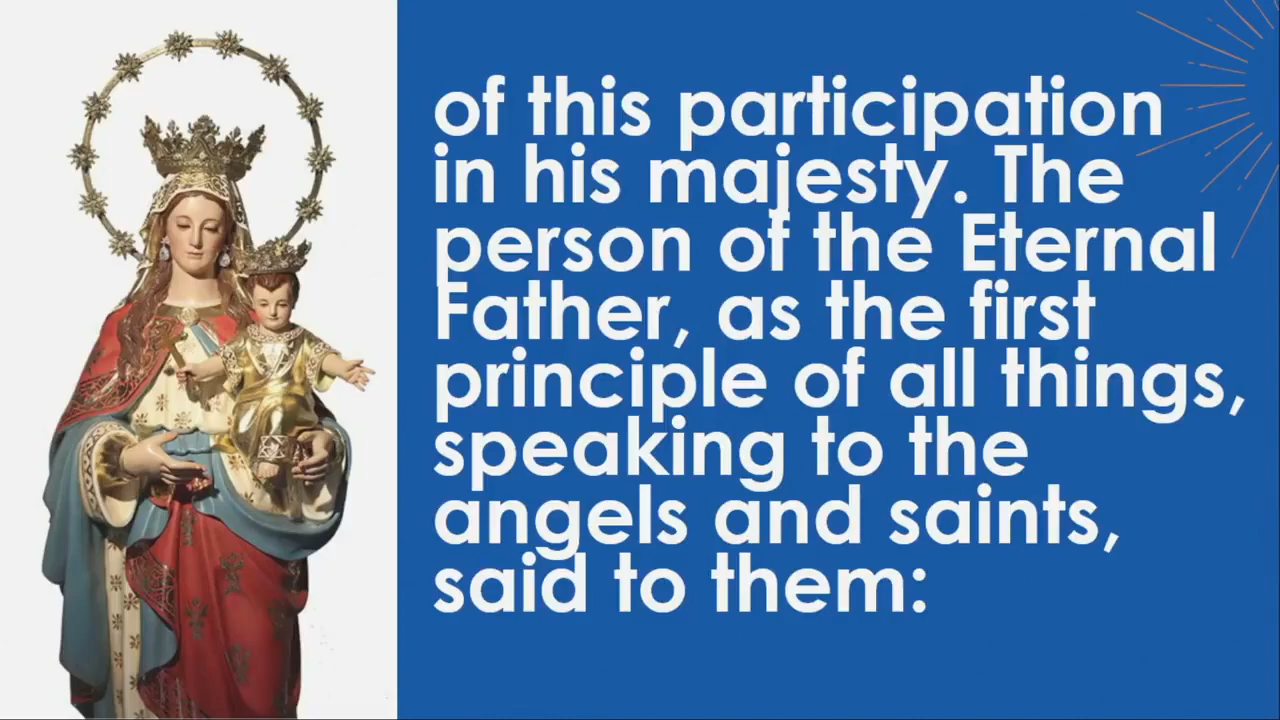 of this participation
in his majesty. The
person of the Eternal
Father, as the first
principle of all things,
speaking to the
angels and saints,
said to them: